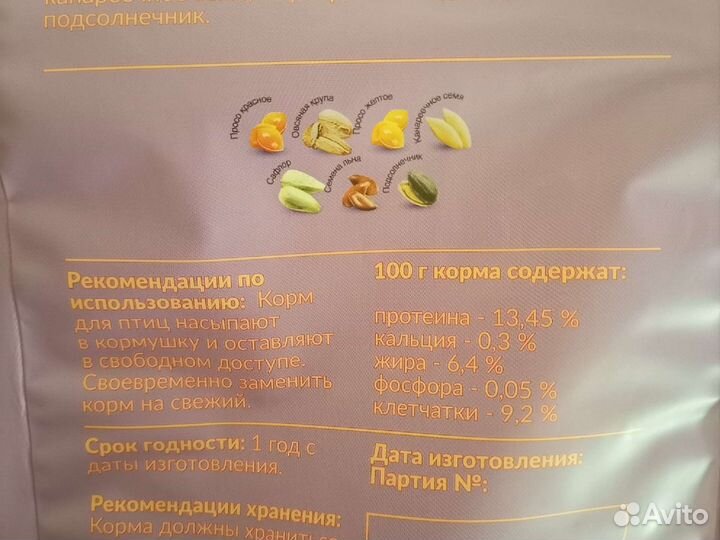 подсолнечник.
Просо красное
Овсяная крупа
Просо желтое
Канареечное семя
Сафлор
Семена льна
Подсолнечник
Рекомендации по
использованию: Корм
для птиц насыпают
в кормушку и оставляют
в свободном доступе.
Своевременно заменить
корм на свежий.
100 г корма содержат:
протеина - 13,45 %
кальция - 0,3 %
жира - 6,4 %
фосфора - 0,05 %
клетчатки - 9,2 %
Срок годности: 1 год с
даты изготовления.
Дата изготовления:
Партия №:
Рекомендации хранения:
Корма должны храниться
Avito